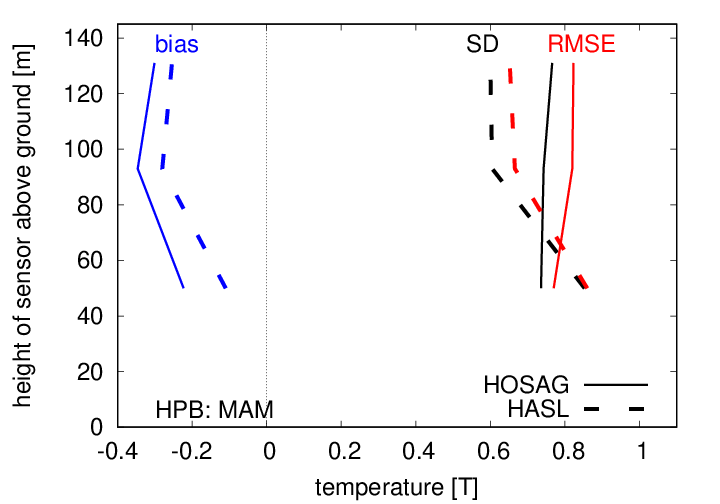 140
120
100
80
60
40
20
0
height of sensor above ground [m]
bias
SD
RMSE
HOSAG
HASL
HPB: MAM
-0.4 -0.2 0 0.2 0.4 0.6 0.8 1
temperature [T]